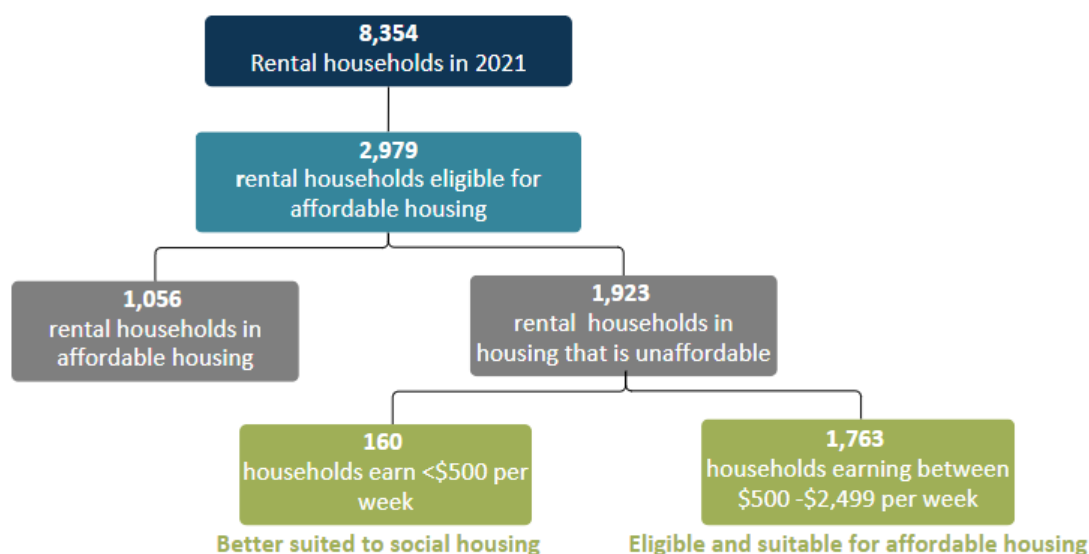 8,354
Rental households in 2021
2,979
rental households eligible for
affordable housing
1,056
rental households in
affordable housing
1,923
rental households in
housing that is unaffordable
160
households earn <$500 per
week
Better suited to social housing
1,763
households earning between
$500 -$2,499 per week
Eligible and suitable for affordable housing